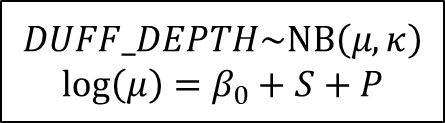 DUFF_DEPTH~NB(μ, κ)
log(μ) = β₀ + S + P